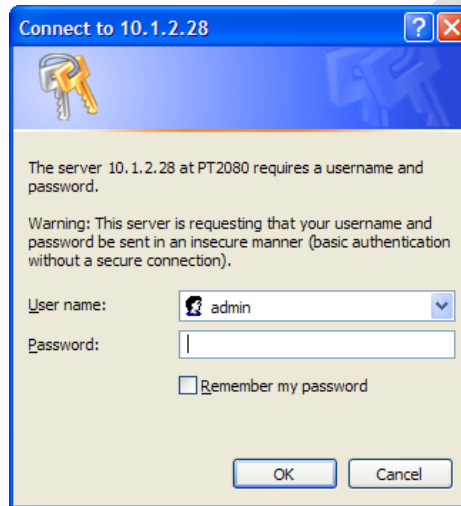 Connect to 10.1.2.28
The server 10.1.2.28 at PT2080 requires a username and
password.
Warning: This server is requesting that your username and
password be sent in an insecure manner (basic authentication
without a secure connection).
User name:
admin
Password:
Remember my password
OK
Cancel